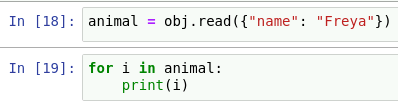 In [18]: animal = obj.read({"name": "Freya"})
In [19]: for i in animal:
    print(i)